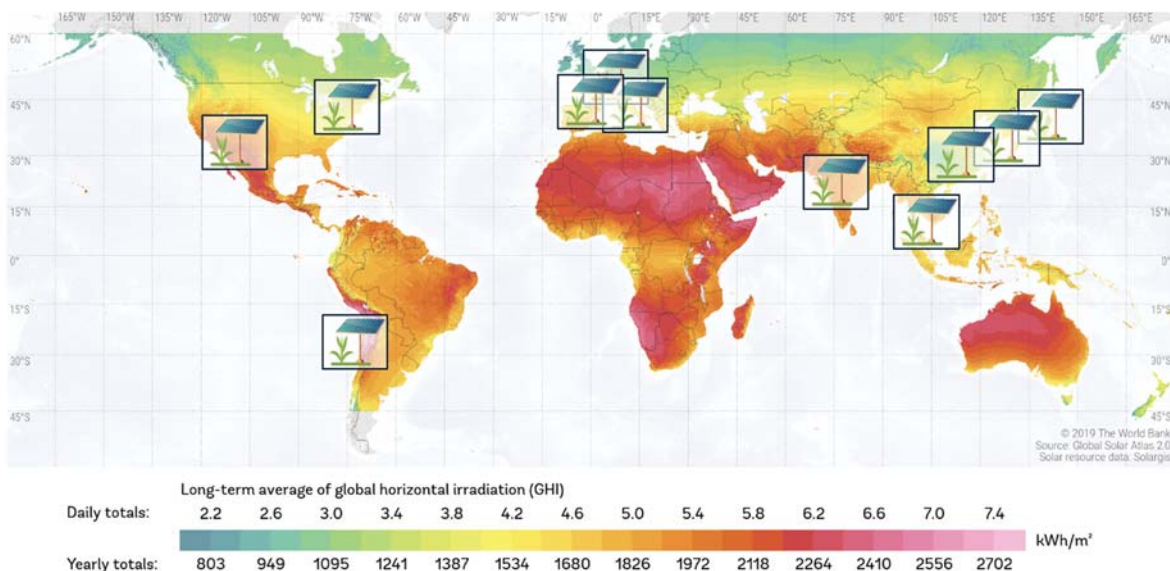 165°W 135°W 105°W 75°W 45°W 15°W 0° 15°E 30°E 45°E 60°E 75°E 90°E 105°E 120°E 135°E 165°E
60°N 60°N
45°N 45°N
30°N 30°N
15°N 15°N
0° 0°
15°S 15°S
30°S 30°S
45°S
© 2019 The World Bank
Source: Global Solar Atlas 2.0
Solar resource data: Solargis
Long-term average of global horizontal irradiation (GHI)
Daily totals: 2.2 2.6 3.0 3.4 3.8 4.2 4.6 5.0 5.4 5.8 6.2 6.6 7.0 7.4
kWh/m²
Yearly totals: 803 949 1095 1241 1387 1534 1680 1826 1972 2118 2264 2410 2556 2702